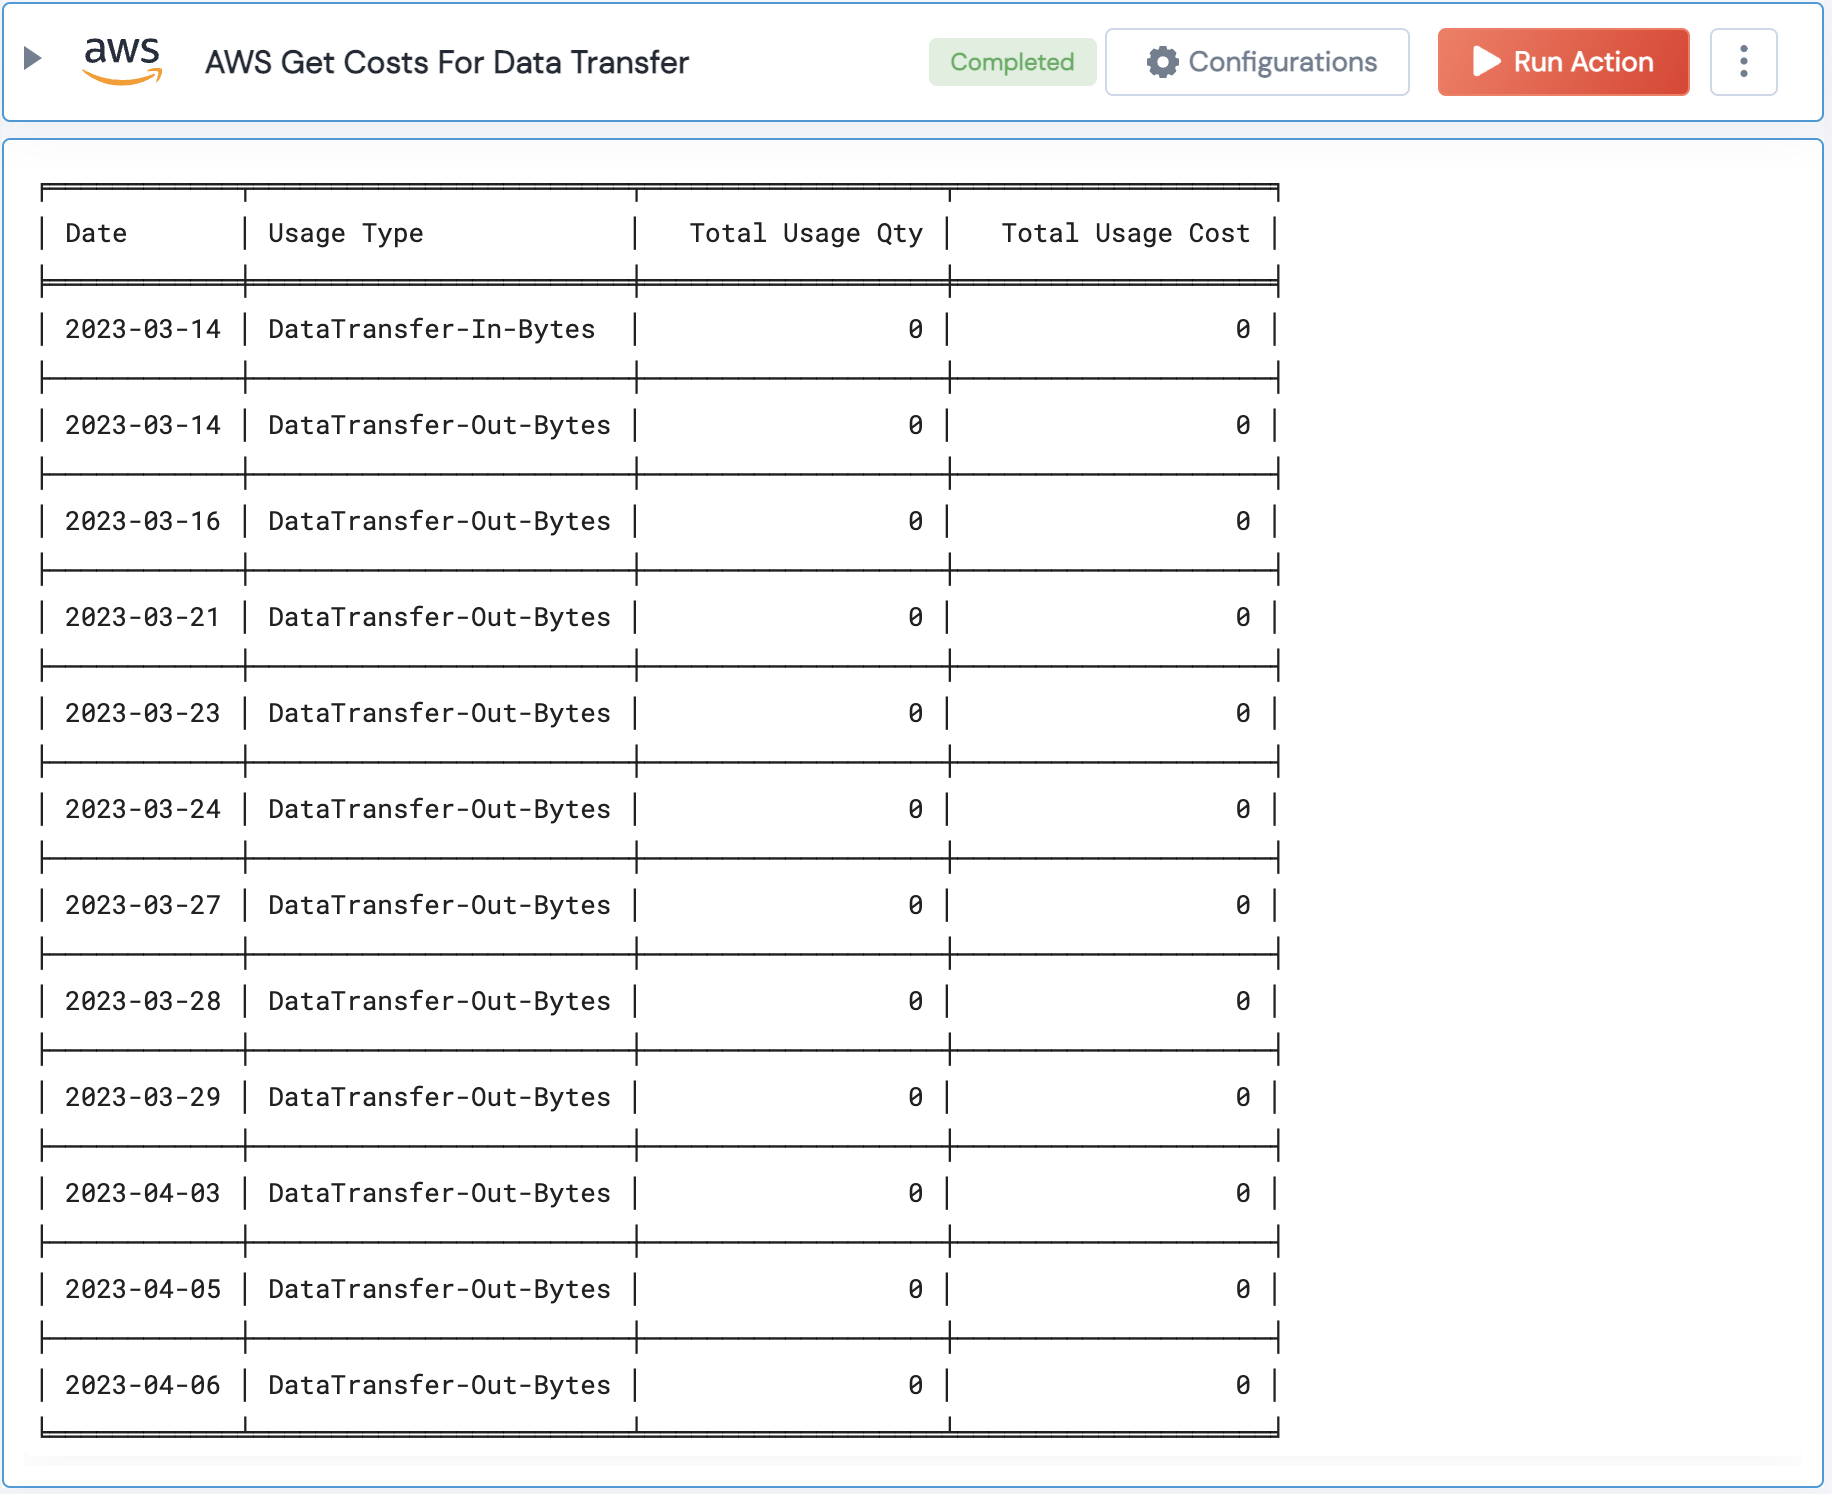 aws AWS Get Costs For Data Transfer Completed Configurations Run Action
Date Usage Type Total Usage Qty Total Usage Cost
2023-03-14 DataTransfer-In-Bytes 0 0
2023-03-14 DataTransfer-Out-Bytes 0 0
2023-03-16 DataTransfer-Out-Bytes 0 0
2023-03-21 DataTransfer-Out-Bytes 0 0
2023-03-23 DataTransfer-Out-Bytes 0 0
2023-03-24 DataTransfer-Out-Bytes 0 0
2023-03-27 DataTransfer-Out-Bytes 0 0
2023-03-28 DataTransfer-Out-Bytes 0 0
2023-03-29 DataTransfer-Out-Bytes 0 0
2023-04-03 DataTransfer-Out-Bytes 0 0
2023-04-05 DataTransfer-Out-Bytes 0 0
2023-04-06 DataTransfer-Out-Bytes 0 0